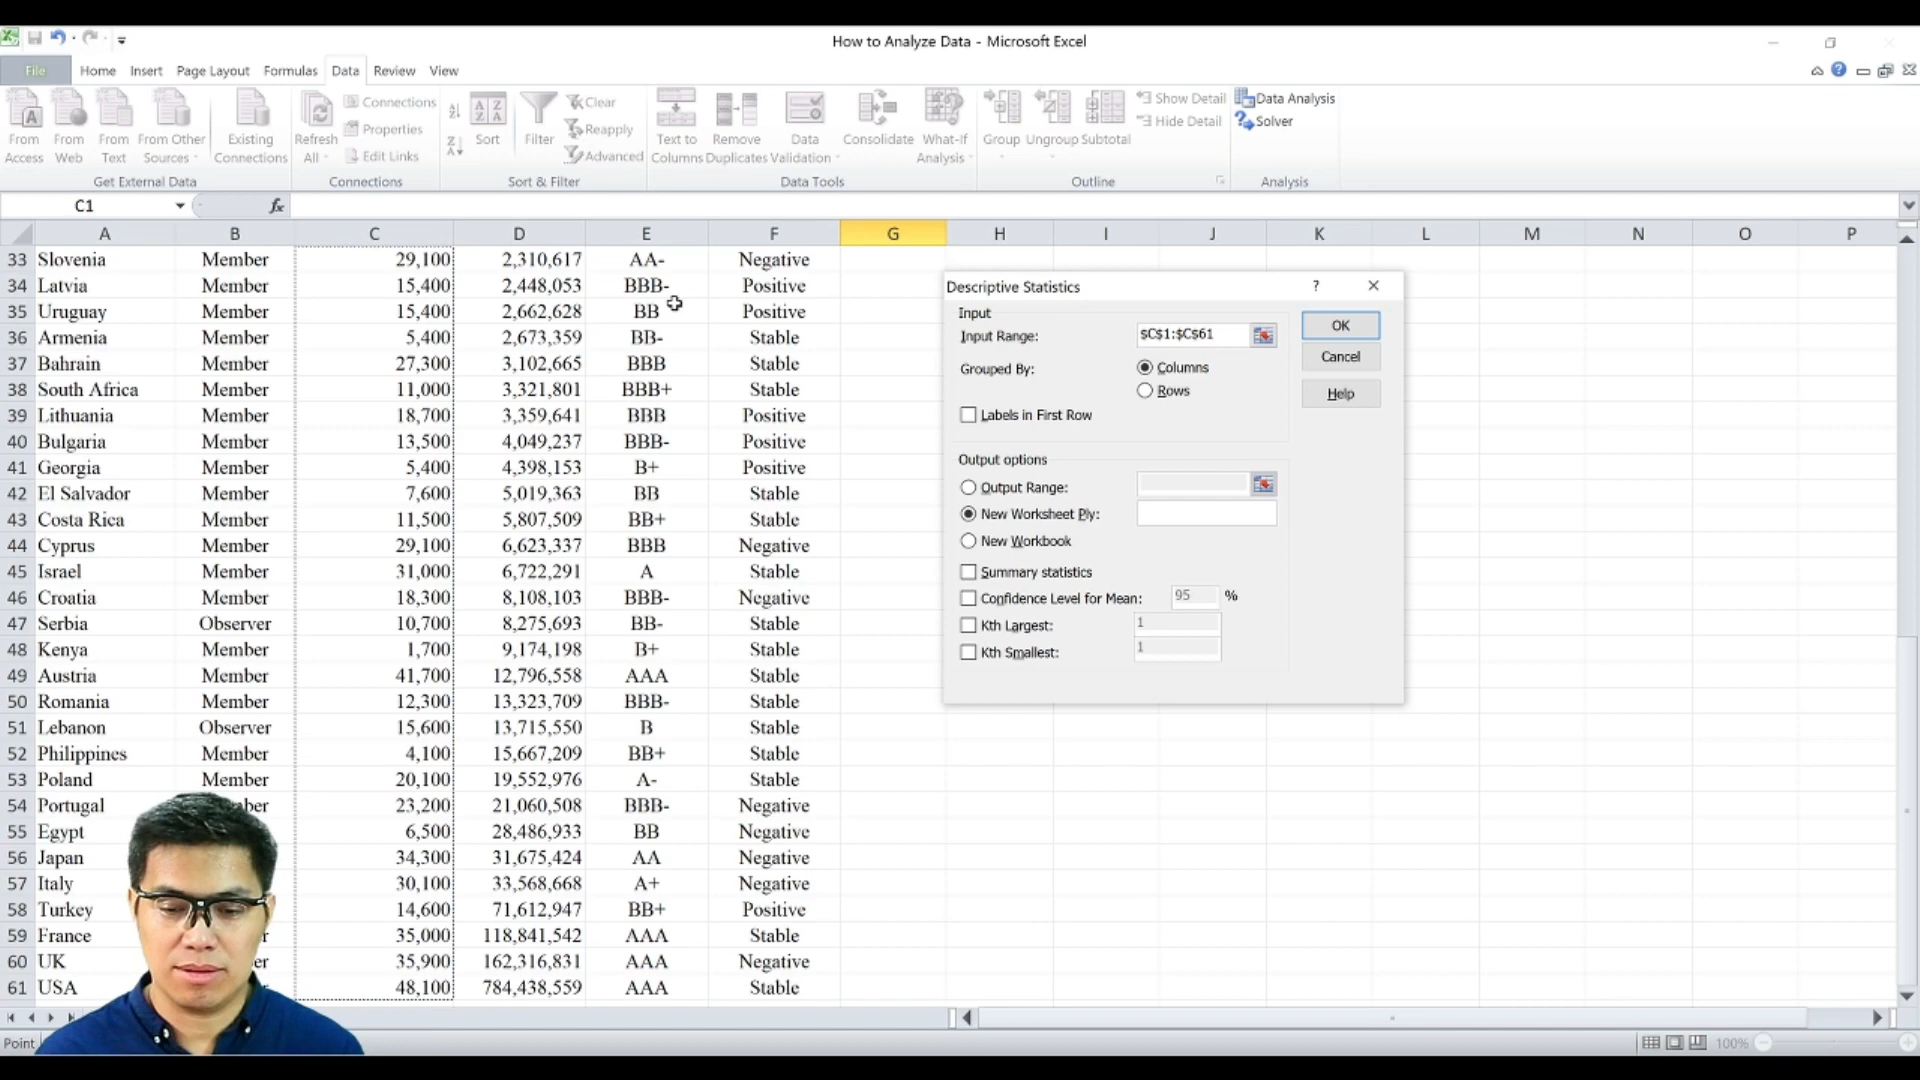 How to Analyze Data - Microsoft Excel
File Home Insert Page Layout Formulas Data Review View
From Access
From Web
From Text
From Other Sources
Existing Connections
Refresh All
Connections
Properties
Edit Links
Sort
Filter
Clear
Reapply
Advanced
Text to Columns
Remove Duplicates
Data Validation
Consolidate
What-If Analysis
Group
Ungroup
Subtotal
Show Detail
Hide Detail
Data Analysis
Solver
Get External Data
Connections
Sort & Filter
Data Tools
Outline
Analysis
C1 fx
A B C D E F G H I J K L M N O P
33 Slovenia Member 29,100 2,310,617 AA- Negative
34 Latvia Member 15,400 2,448,053 BBB- Positive
35 Uruguay Member 15,400 2,662,628 BB Positive
36 Armenia Member 5,400 2,673,359 BB- Stable
37 Bahrain Member 27,300 3,102,665 BBB Stable
38 South Africa Member 11,000 3,321,801 BBB+ Stable
39 Lithuania Member 18,700 3,359,641 BBB Positive
40 Bulgaria Member 13,500 4,049,237 BBB- Positive
41 Georgia Member 5,400 4,398,153 B+ Positive
42 El Salvador Member 7,600 5,019,363 BB Stable
43 Costa Rica Member 11,500 5,807,509 BB+ Stable
44 Cyprus Member 29,100 6,623,337 BBB Negative
45 Israel Member 31,000 6,722,291 A Stable
46 Croatia Member 18,300 8,108,103 BBB- Negative
47 Serbia Observer 10,700 8,275,693 BB- Stable
48 Kenya Member 1,700 9,174,198 B+ Stable
49 Austria Member 41,700 12,796,558 AAA Stable
50 Romania Member 12,300 13,323,709 BBB- Stable
51 Lebanon Observer 15,600 13,715,550 B Stable
52 Philippines Member 4,100 15,667,209 BB+ Stable
53 Poland Member 20,100 19,552,976 A- Stable
54 Portugal ber 23,200 21,060,508 BBB- Negative
55 Egypt 6,500 28,486,933 BB Negative
56 Japan 34,300 31,675,424 AA Negative
57 Italy 30,100 33,568,668 A+ Negative
58 Turkey r 14,600 71,612,947 BB+ Positive
59 France r 35,000 118,841,542 AAA Stable
60 UK er 35,900 162,316,831 AAA Negative
61 USA 48,100 784,438,559 AAA Stable
Descriptive Statistics ?
Input
Input Range: $C$1:$C$61
Grouped By: Columns
Rows
Labels in First Row
Output options
Output Range:
New Worksheet Ply:
New Workbook
Summary statistics
Confidence Level for Mean: 95 %
Kth Largest: 1
Kth Smallest: 1
OK
Cancel
Help
Point 100%